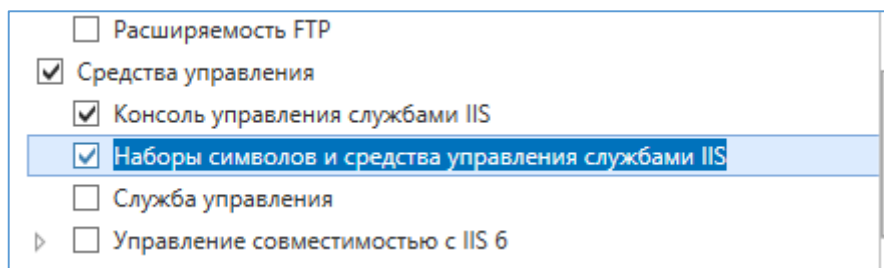 Расширяемость FTP
Средства управления
Консоль управления службами IIS
Наборы символов и средства управления службами IIS
Служба управления
Управление совместимостью с IIS 6